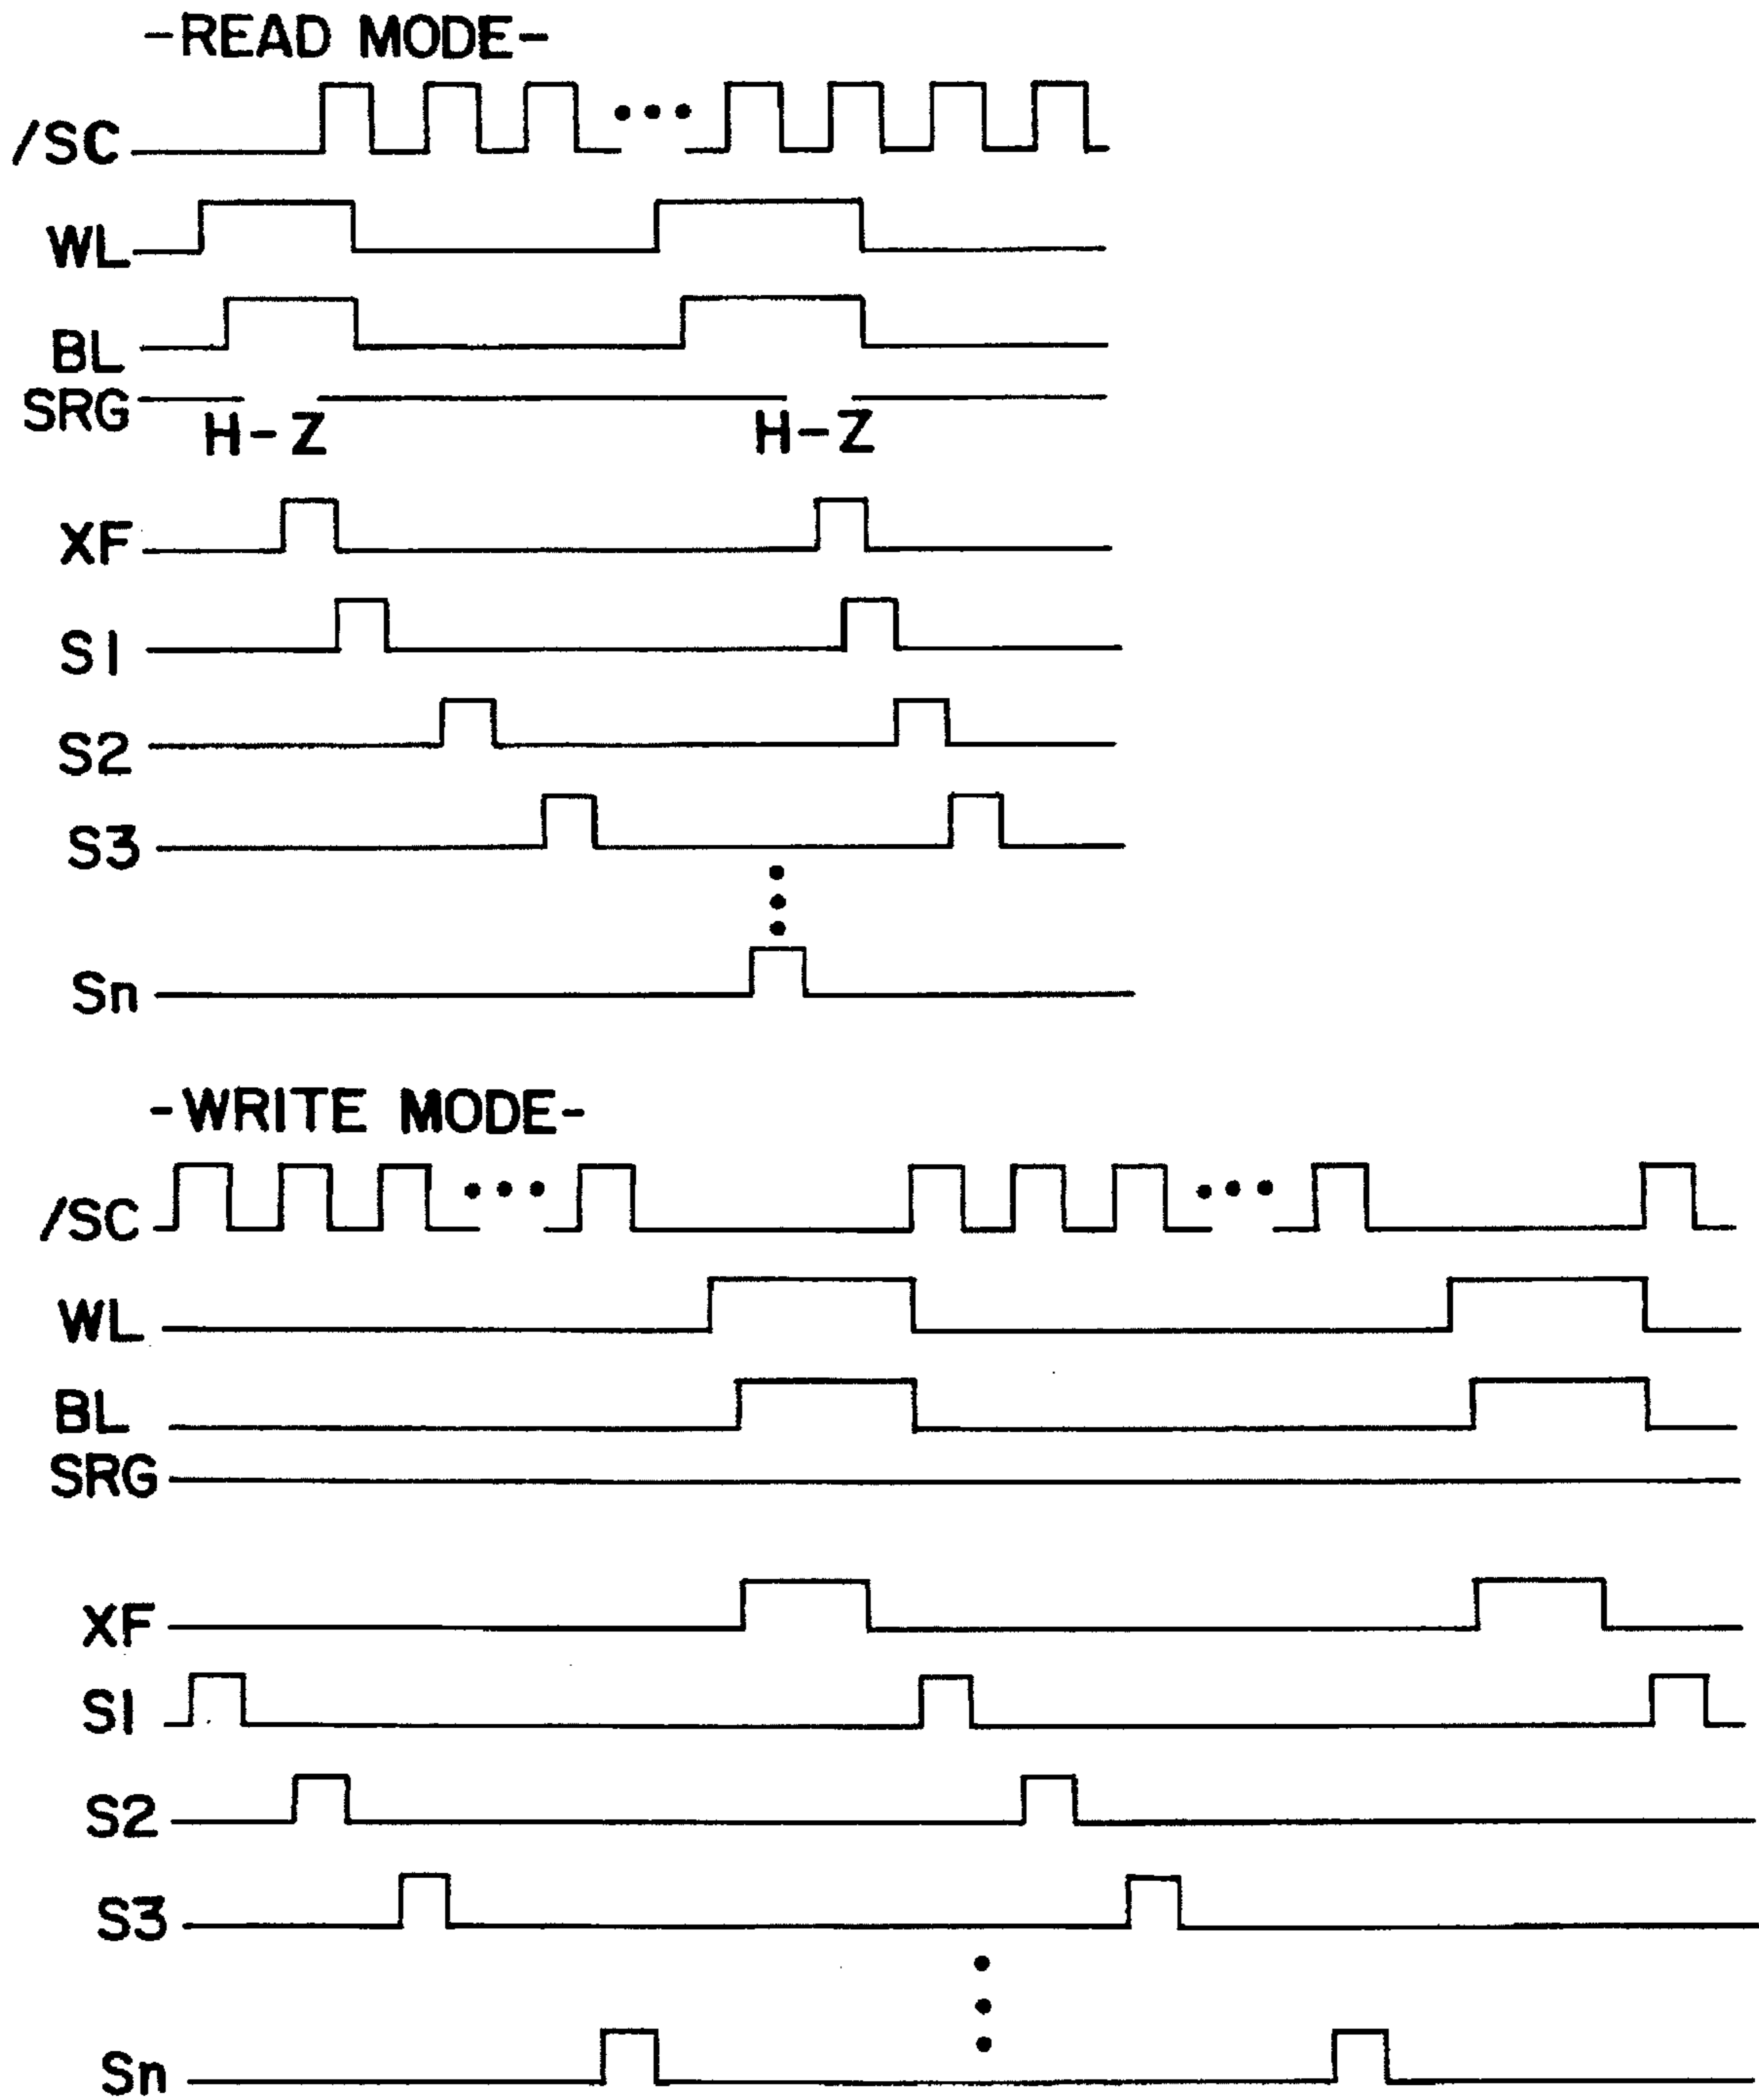 -READ MODE-
/SC
WL
BL
SRG
H-Z H-Z
XF
S1
S2
S3
Sn
-WRITE MODE-
/SC
WL
BL
SRG
XF
S1
S2
S3
Sn